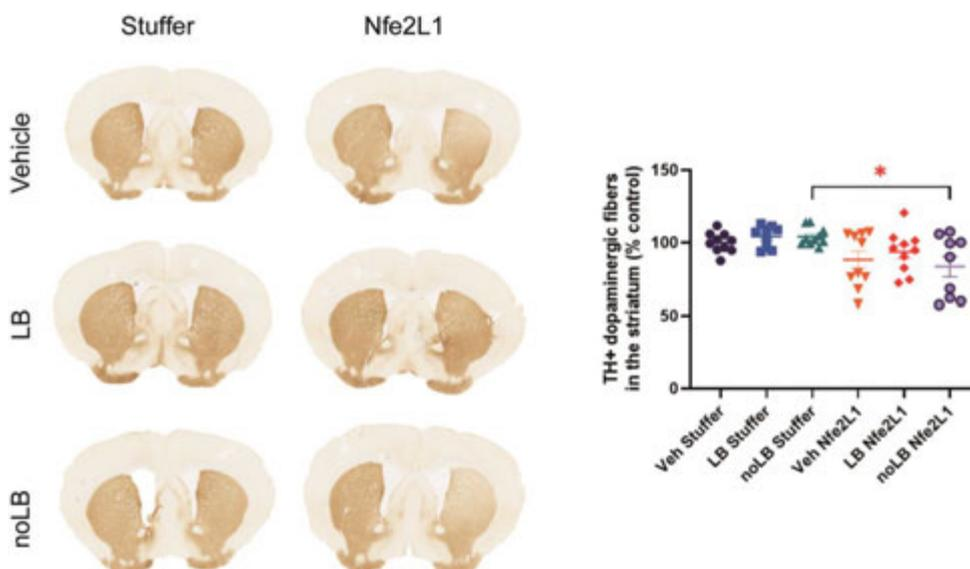 Stuffer Nfe2L1
Vehicle
LB
noLB
TH+ dopaminergic fibers
in the striatum (% control)
150
100
50
0
*
Veh Stuffer
LB Stuffer
noLB Stuffer
Veh Nfe2L1
LB Nfe2L1
noLB Nfe2L1